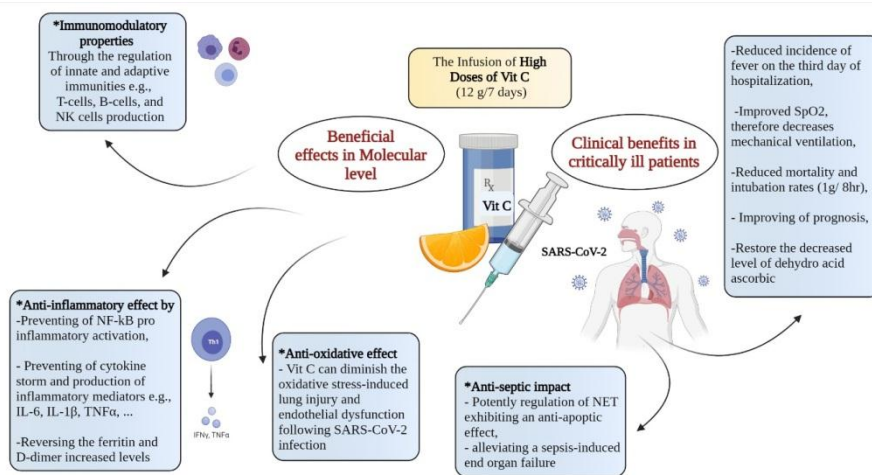 *Immunomodulatory
properties
Through the regulation
of innate and adaptive
immunities e.g.,
T-cells, B-cells, and
NK cells production
The Infusion of High
Doses of Vit C
(12 g/7 days)
Beneficial
effects in Molecular
level
Clinical benefits in
critically ill patients
-Reduced incidence of
fever on the third day of
hospitalization,
-Improved SpO2,
therefore decreases
mechanical ventilation,
-Reduced mortality and
intubation rates (1g/ 8hr),
- Improving of prognosis,
-Restore the decreased
level of dehydro acid
ascorbic
Rx
Vit C
SARS-CoV-2
*Anti-inflammatory effect by
-Preventing of NF-kB pro
inflammatory activation,
- Preventing of cytokine
storm and production of
inflammatory mediators e.g.,
IL-6, IL-1β, TNFα, ...
-Reversing the ferritin and
D-dimer increased levels
Th1
IFNγ, TNFα
*Anti-oxidative effect
- Vit C can diminish the
oxidative stress-induced
lung injury and
endothelial dysfunction
following SARS-CoV-2
infection
*Anti-septic impact
- Potently regulation of NET
exhibiting an anti-apoptic
effect,
- alleviating a sepsis-induced
end organ failure